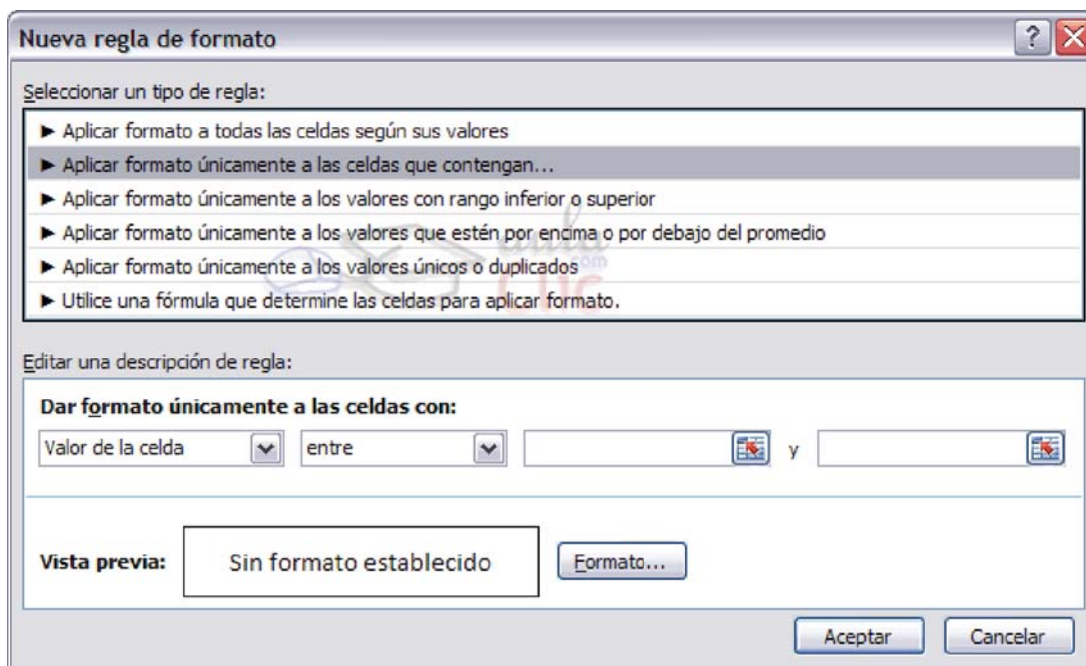 Nueva regla de formato
Seleccionar un tipo de regla:
► Aplicar formato a todas las celdas según sus valores
► Aplicar formato únicamente a las celdas que contengan...
► Aplicar formato únicamente a los valores con rango inferior o superior
► Aplicar formato únicamente a los valores que estén por encima o por debajo del promedio
► Aplicar formato únicamente a los valores únicos o duplicados
► Utilice una fórmula que determine las celdas para aplicar formato.
aula
.com
clic
Editar una descripción de regla:
Dar formato únicamente a las celdas con:
Valor de la celda entre y
Vista previa: Sin formato establecido Formato...
Aceptar Cancelar